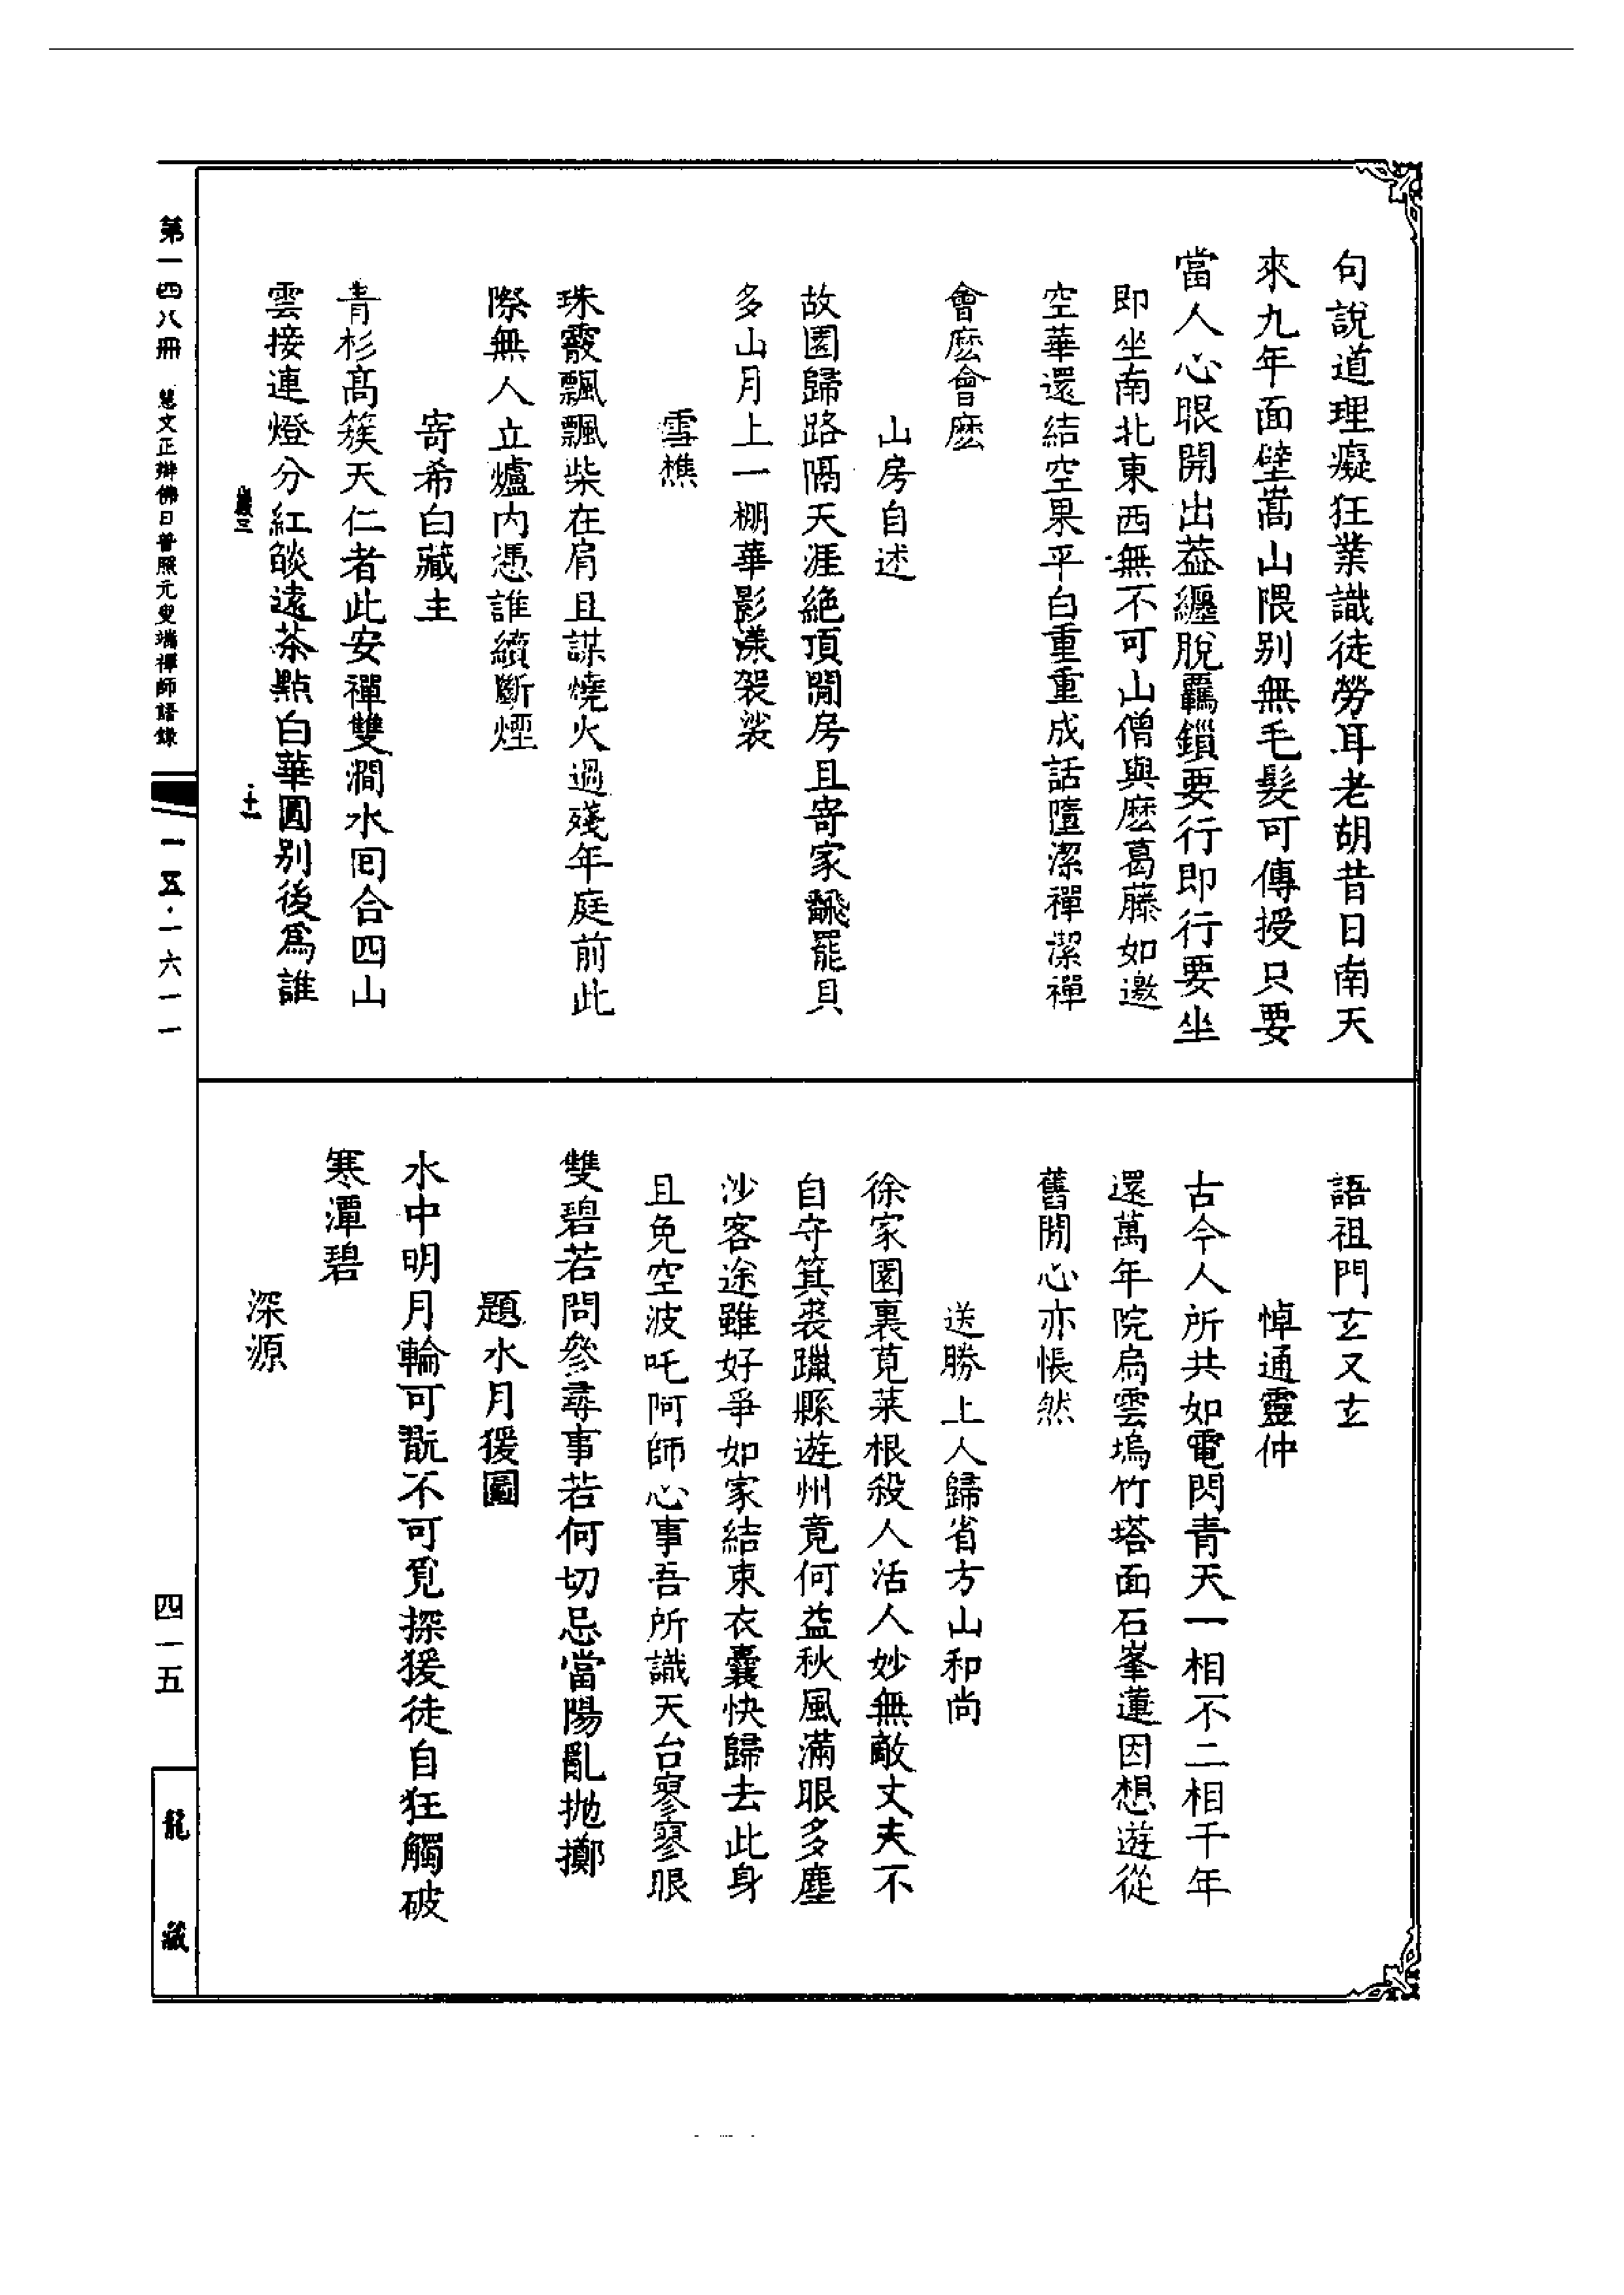 句說道理癡狂業識徒勞耳老胡昔日南天
來九年面壁嵩山隈别無毛髮可傳授只要
當人心眼開出葢纏脫羈鎖要行即行要坐
即坐南北東西無不可山僧與麽葛藤如邀
空華還結空果平白重重成話墮潔禪潔禪
會麽會麽
山房自述
故園歸路隔天涯絶頂閒房且寄家飜罷貝
多山月上一棚華影漾袈裟
雪樵
珠霰飄飄柴在肩且謀燒火過殘年庭前此
際無人立爐内憑誰續斷煙
寄希白藏主
青杉髙簇天仁者此安禪雙澗水囘合四山
雲接連燈分紅燄遠茶點白華圓别後爲誰
十一
語祖門玄又玄
悼通靈仲
古今人所共如電閃青天一相不二相千年
還萬年院扄雲塢竹塔面石峯蓮因想遊從
舊閒心亦悵然
送勝上人歸省方山和尚
徐家園裏莧菜根殺人活人妙無敵丈夫不
自守箕裘躐縣遊州竟何益秋風滿眼多塵
沙客途雖好爭如家結束衣囊快歸去此身
且免空波吒阿師心事吾所識天台寥寥眼
雙碧若問參尋事若何切忌當陽亂抛擲
題水月猨圖
水中明月輪可翫不可覓探猨徒自狂觸破
寒潭碧
深源
第一四八冊 慧文正辯佛日普照元叟端禪師語錄
一五·一六一一
四一五
龍藏